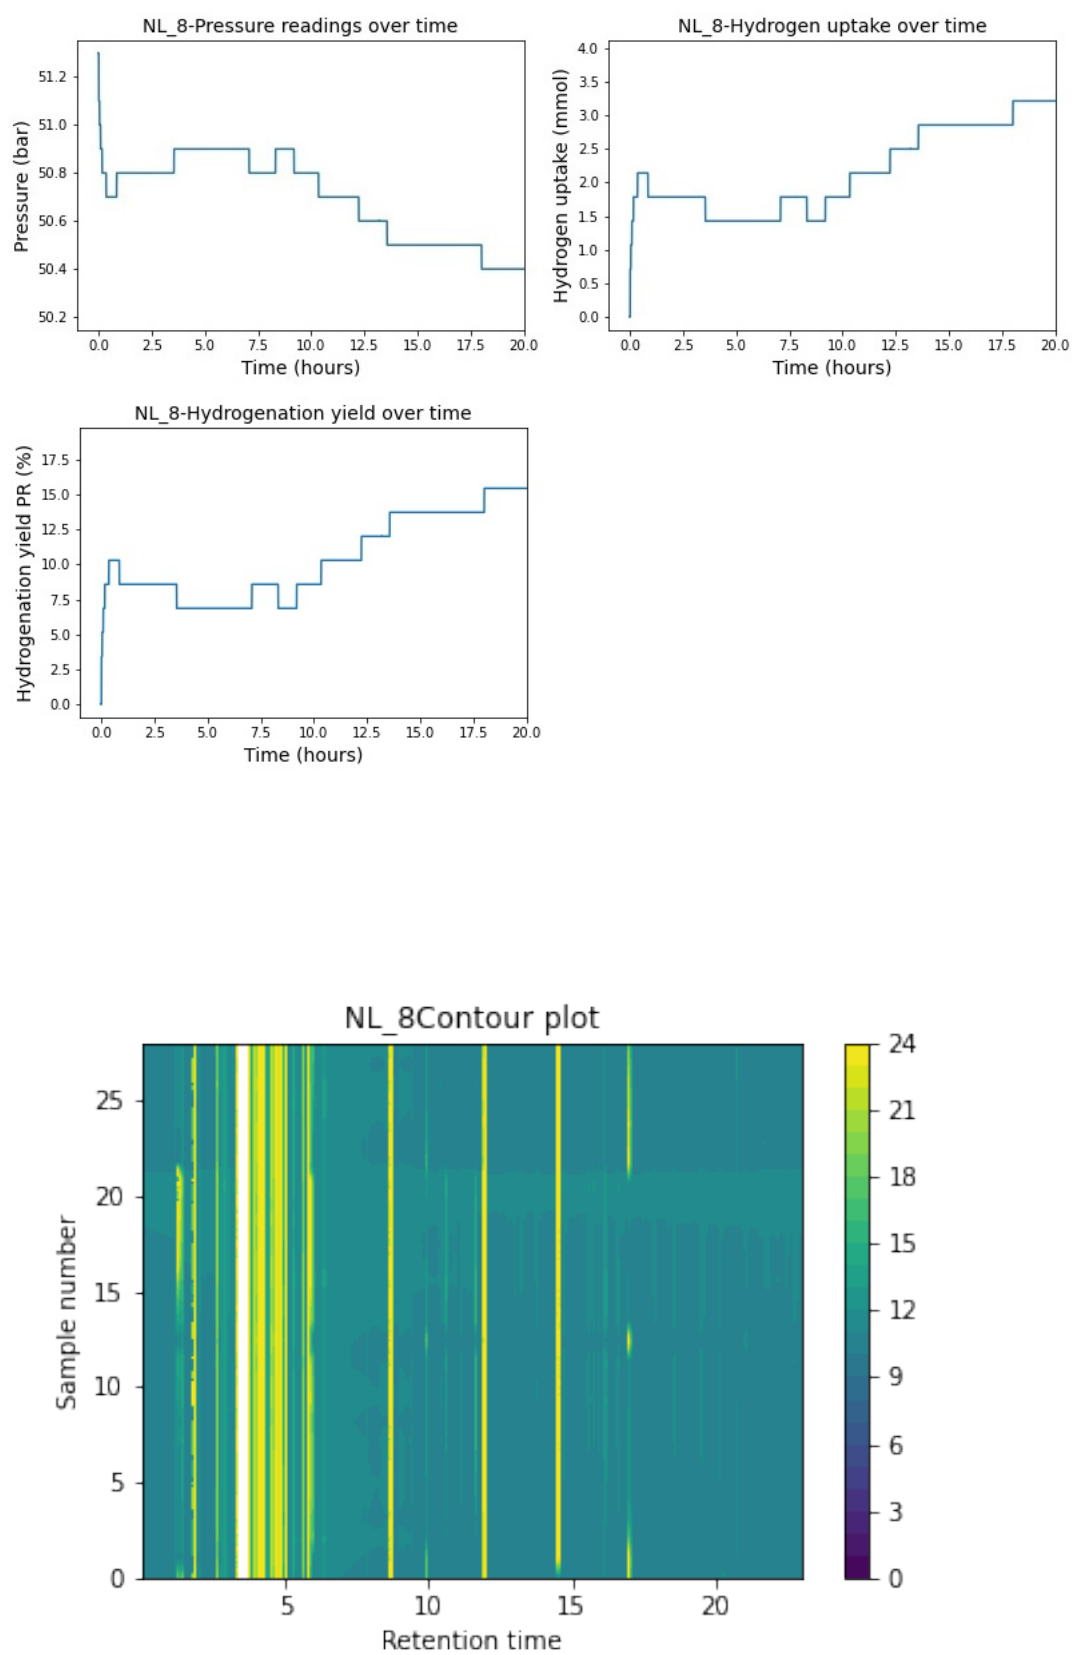 NL_8-Pressure readings over time
Pressure (bar)
51.2
51.0
50.8
50.6
50.4
50.2
0.0 2.5 5.0 7.5 10.0 12.5 15.0 17.5 20.0
Time (hours)
NL_8-Hydrogen uptake over time
Hydrogen uptake (mmol)
4.0
3.5
3.0
2.5
2.0
1.5
1.0
0.5
0.0
0.0 2.5 5.0 7.5 10.0 12.5 15.0 17.5 20.0
Time (hours)
NL_8-Hydrogenation yield over time
Hydrogenation yield PR (%)
17.5
15.0
12.5
10.0
7.5
5.0
2.5
0.0
0.0 2.5 5.0 7.5 10.0 12.5 15.0 17.5 20.0
Time (hours)
NL_8Contour plot
Sample number
25
20
15
10
5
0
5 10 15 20
Retention time
24
21
18
15
12
9
6
3
0